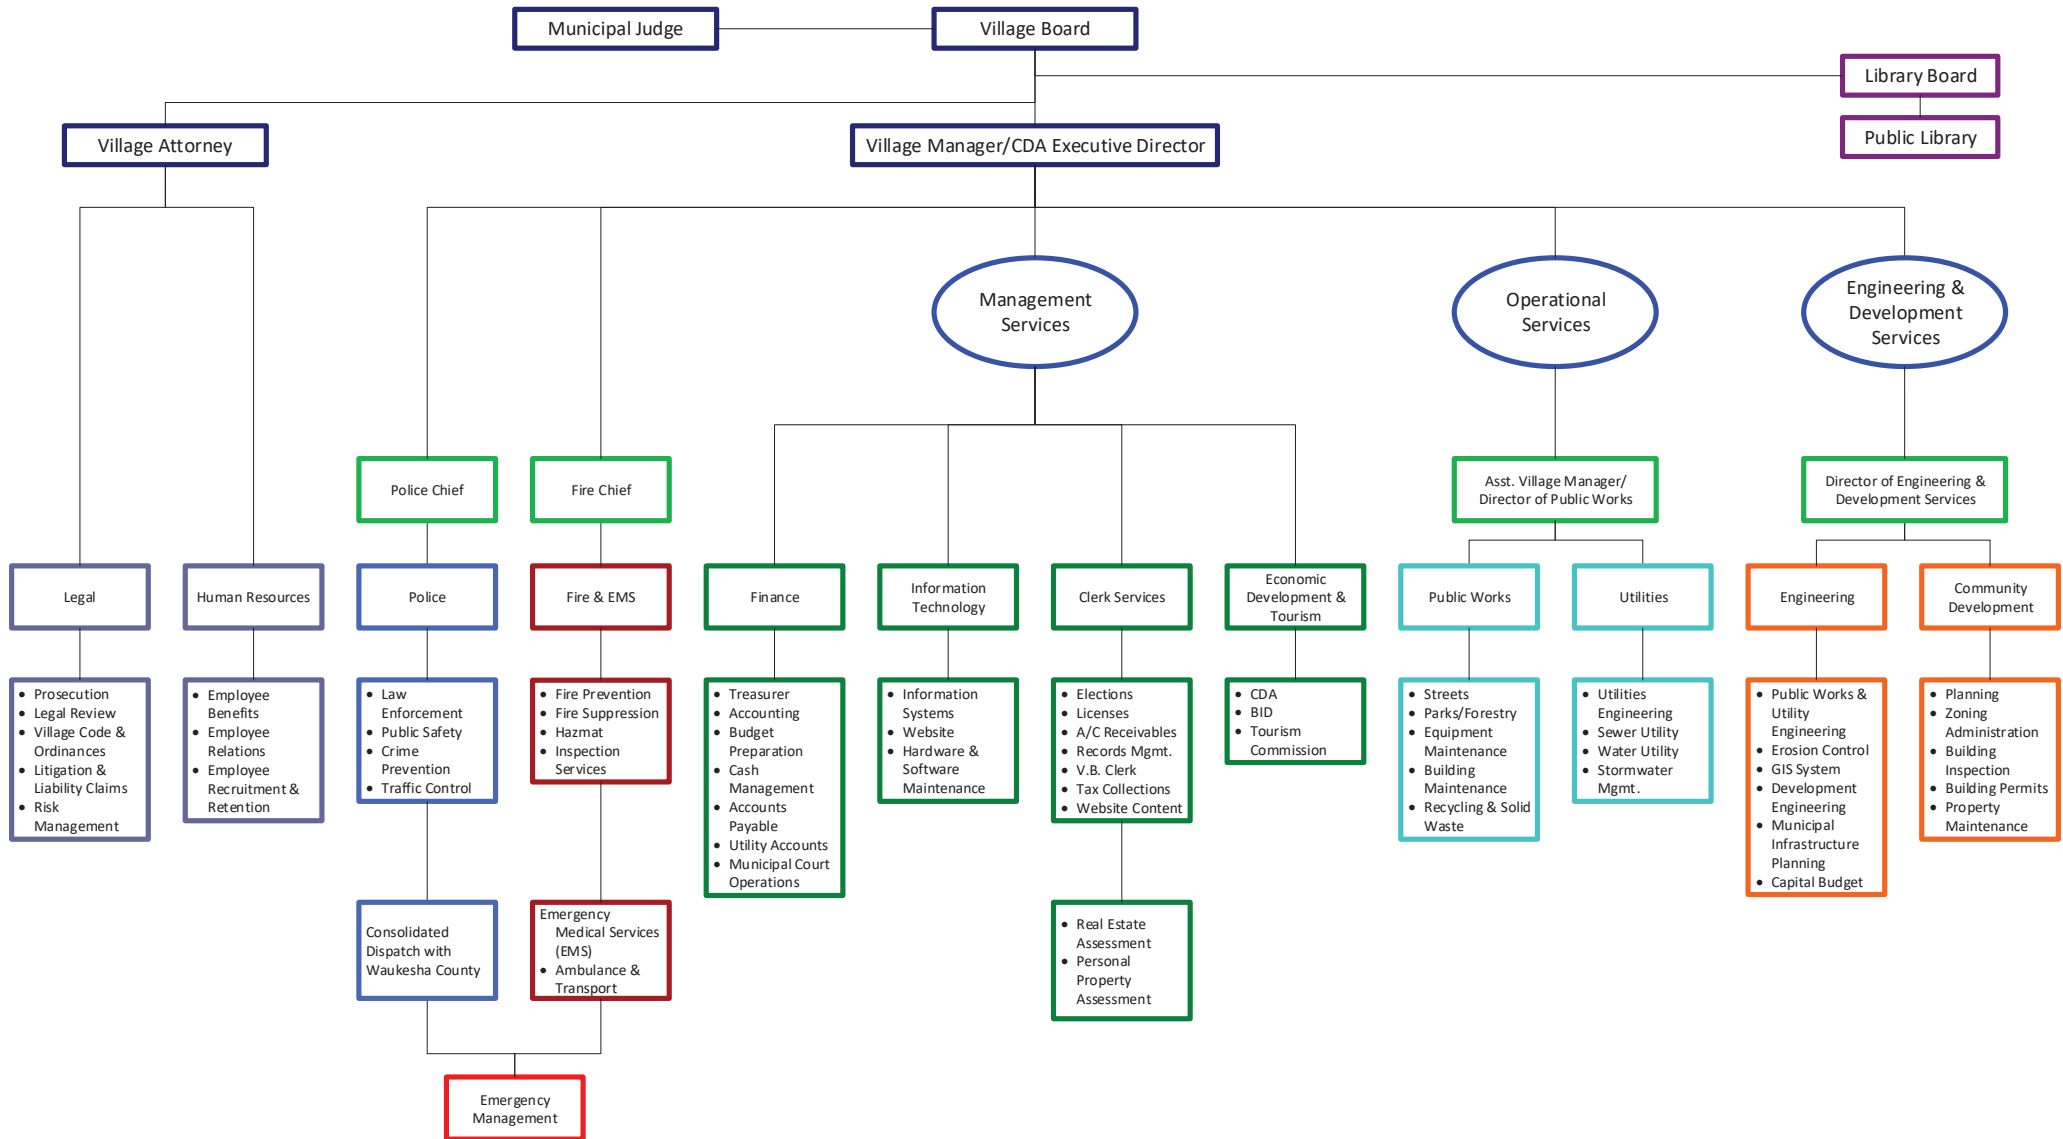 Municipal Judge
Village Board
Library Board
Public Library
Village Attorney
Village Manager/CDA Executive Director
Management
Services
Operational
Services
Engineering &
Development
Services
Police Chief
Fire Chief
Asst. Village Manager/
Director of Public Works
Director of Engineering &
Development Services
Legal
Human Resources
Police
Fire & EMS
Finance
Information
Technology
Clerk Services
Economic
Development &
Tourism
Public Works
Utilities
Engineering
Community
Development
• Prosecution
• Legal Review
• Village Code &
Ordinances
• Litigation &
Liability Claims
• Risk
Management
• Employee
Benefits
• Employee
Relations
• Employee
Recruitment &
Retention
• Law
Enforcement
• Public Safety
• Crime
Prevention
• Traffic Control
• Fire Prevention
• Fire Suppression
• Hazmat
• Inspection
Services
• Treasurer
• Accounting
• Budget
Preparation
• Cash
Management
• Accounts
Payable
• Utility Accounts
• Municipal Court
Operations
• Information
Systems
• Website
• Hardware &
Software
Maintenance
• Elections
• Licenses
• A/C Receivables
• Records Mgmt.
• V.B. Clerk
• Tax Collections
• Website Content
• CDA
• BID
• Tourism
Commission
• Streets
• Parks/Forestry
• Equipment
Maintenance
• Building
Maintenance
• Recycling & Solid
Waste
• Utilities
Engineering
• Sewer Utility
• Water Utility
• Stormwater
Mgmt.
• Public Works &
Utility
Engineering
• Erosion Control
• GIS System
• Development
Engineering
• Municipal
Infrastructure
Planning
• Capital Budget
• Planning
• Zoning
Administration
• Building
Inspection
• Building Permits
• Property
Maintenance
Consolidated
Dispatch with
Waukesha County
Emergency
Medical Services
(EMS)
• Ambulance &
Transport
• Real Estate
Assessment
• Personal
Property
Assessment
Emergency
Management